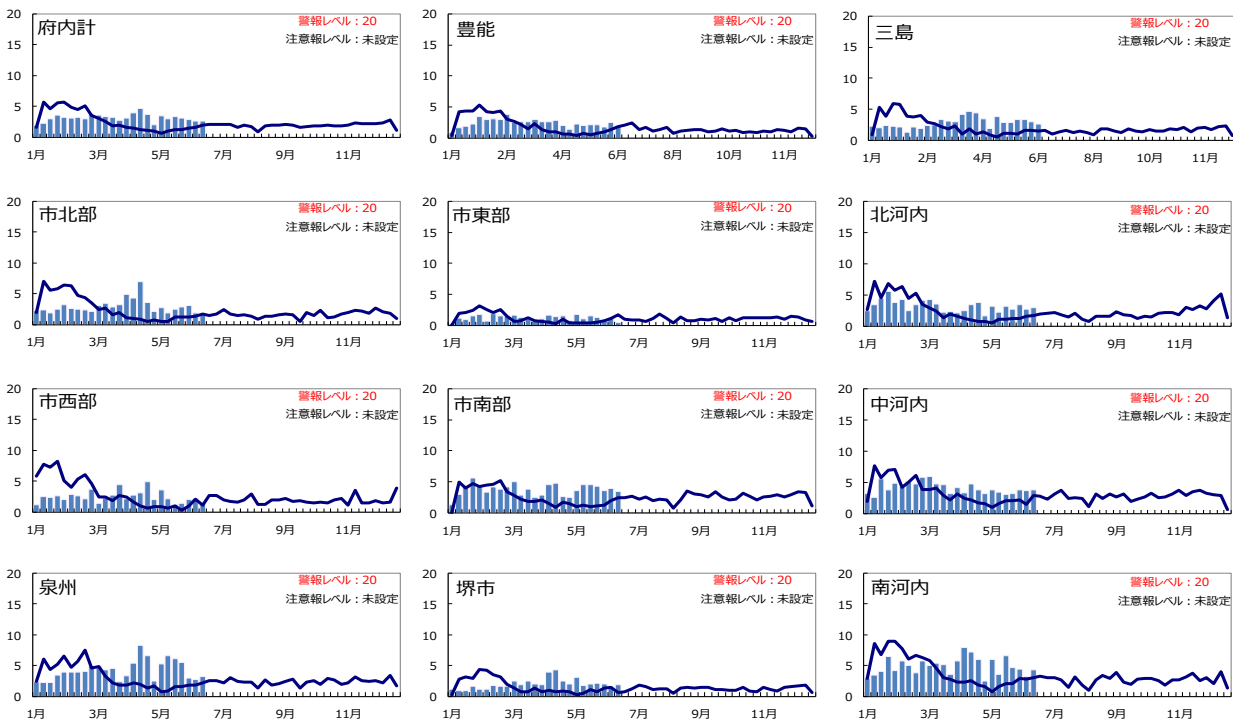 府内計
警報レベル：20
注意報レベル：未設定
20
15
10
5
0
1月 3月 5月 7月 9月 11月
豊能
警報レベル：20
注意報レベル：未設定
20
15
10
5
0
1月 2月 4月 6月 8月 10月 11月
三島
警報レベル：20
注意報レベル：未設定
20
15
10
5
0
1月 2月 4月 6月 8月 10月 11月
市北部
警報レベル：20
注意報レベル：未設定
20
15
10
5
0
1月 3月 5月 7月 9月 11月
市東部
警報レベル：20
注意報レベル：未設定
20
15
10
5
0
1月 3月 5月 7月 9月 11月
北河内
警報レベル：20
注意報レベル：未設定
20
15
10
5
0
1月 3月 5月 7月 9月 11月
市西部
警報レベル：20
注意報レベル：未設定
20
15
10
5
0
1月 3月 5月 7月 9月 11月
市南部
警報レベル：20
注意報レベル：未設定
20
15
10
5
0
1月 3月 5月 7月 9月 11月
中河内
警報レベル：20
注意報レベル：未設定
20
15
10
5
0
1月 3月 5月 7月 9月 11月
泉州
警報レベル：20
注意報レベル：未設定
20
15
10
5
0
1月 3月 5月 7月 9月 11月
堺市
警報レベル：20
注意報レベル：未設定
20
15
10
5
0
1月 3月 5月 7月 9月 11月
南河内
警報レベル：20
注意報レベル：未設定
20
15
10
5
0
1月 3月 5月 7月 9月 11月